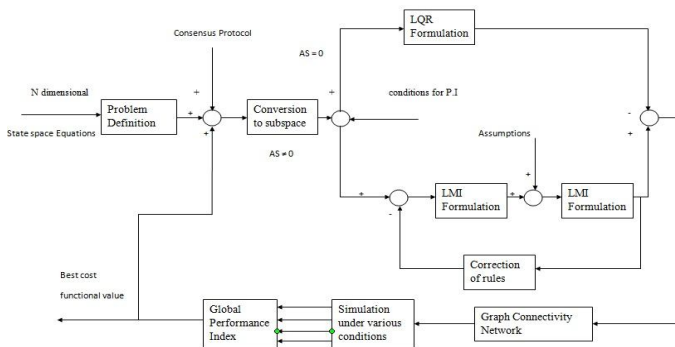 Consensus Protocol
LQR
Formulation
AS = 0
N dimensional
State space Equations
Problem
Definition
+
+
+
Conversion
to subspace
+
+
conditions for P.I
AS ≠ 0
-
+
Assumptions
+
+
-
LMI
Formulation
+
LMI
Formulation
Correction
of rules
Best cost
functional value
Global
Performance
Index
Simulation
under various
conditions
Graph Connectivity
Network